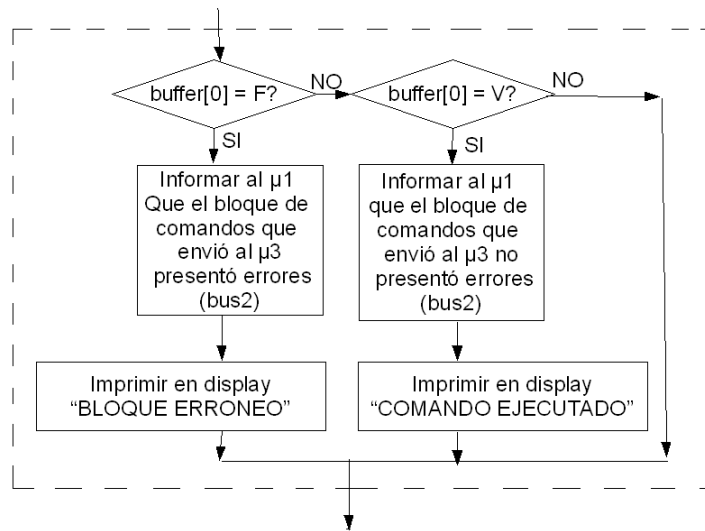 buffer[0] = F?
NO
buffer[0] = V?
NO
SI
SI
Informar al µ1
Que el bloque de
comandos que
envió al µ3
presentó errores
(bus2)
Informar al µ1
que el bloque de
comandos que
envió al µ3 no
presentó errores
(bus2)
Imprimir en display
“BLOQUE ERRONEO”
Imprimir en display
“COMANDO EJECUTADO”